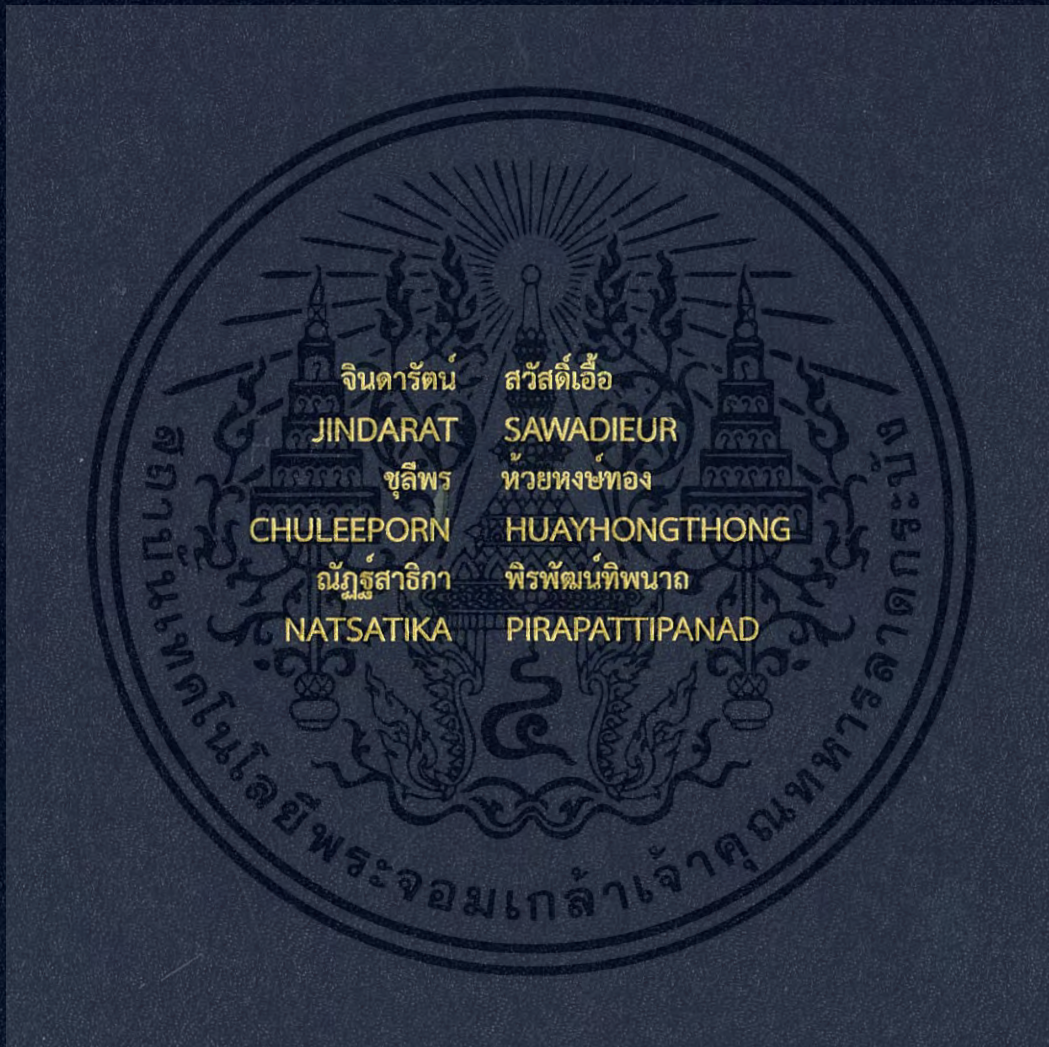 จินดารัตน์ สวัสดิ์เอื้อ
JINDARAT SAWADIEUR
ชุลีพร ห้วยหงษ์ทอง
CHULEEPORN HUAYHONGTHONG
ณัฏฐ์สาธิกา พิรพัฒน์ทิพนาถ
NATSATIKA PIRAPATTIPANAD
๔
สถาบันเทคโนโลยีพระจอมเกล้าเจ้าคุณทหารลาดกระบัง